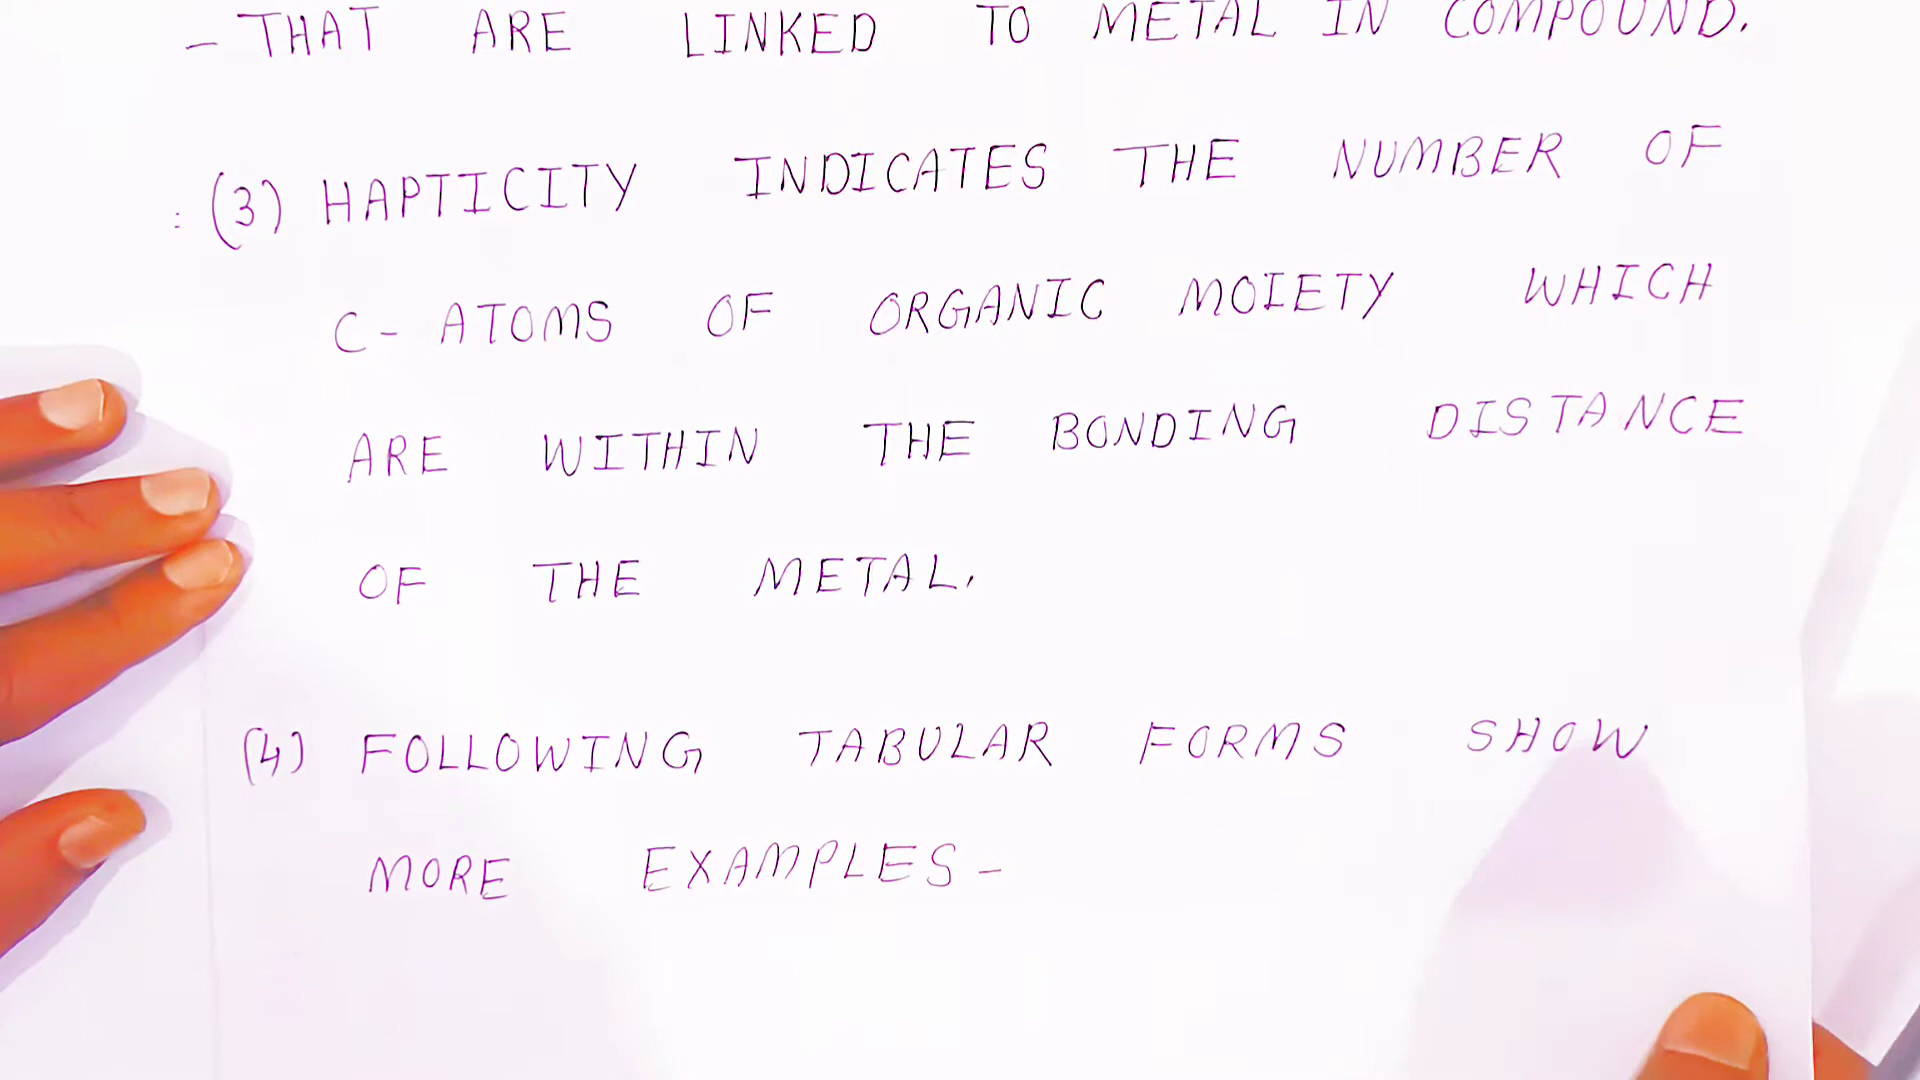 - THAT ARE LINKED TO METAL IN COMPOUND.
: (3) HAPTICITY INDICATES THE NUMBER OF
C- ATOMS OF ORGANIC MOIETY WHICH
ARE WITHIN THE BONDING DISTANCE
OF THE METAL.
(4) FOLLOWING TABULAR FORMS SHOW
MORE EXAMPLES-